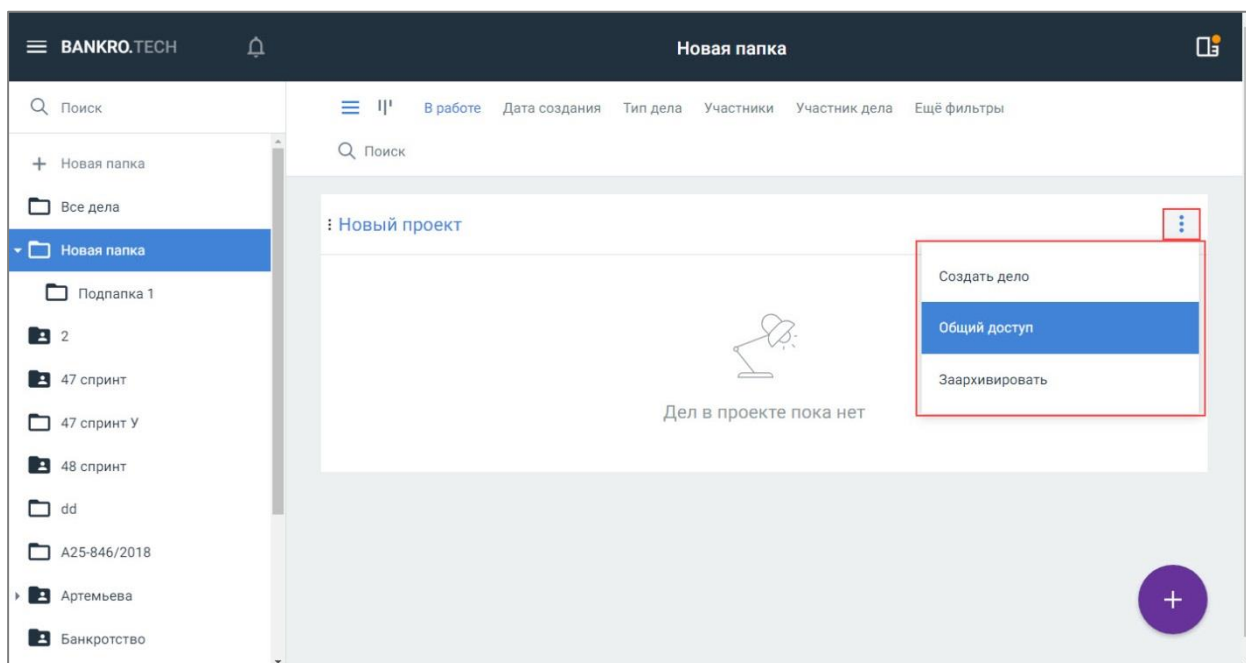 BANKRO.TECH
Новая папка
Поиск
В работе Дата создания Тип дела Участники Участник дела Ещё фильтры
Поиск
Новая папка
Все дела
Новая папка
Подпапка 1
2
47 спринт
47 спринт У
48 спринт
dd
А25-846/2018
Артемьева
Банкротство
Новый проект
Создать дело
Общий доступ
Заархивировать
Дел в проекте пока нет